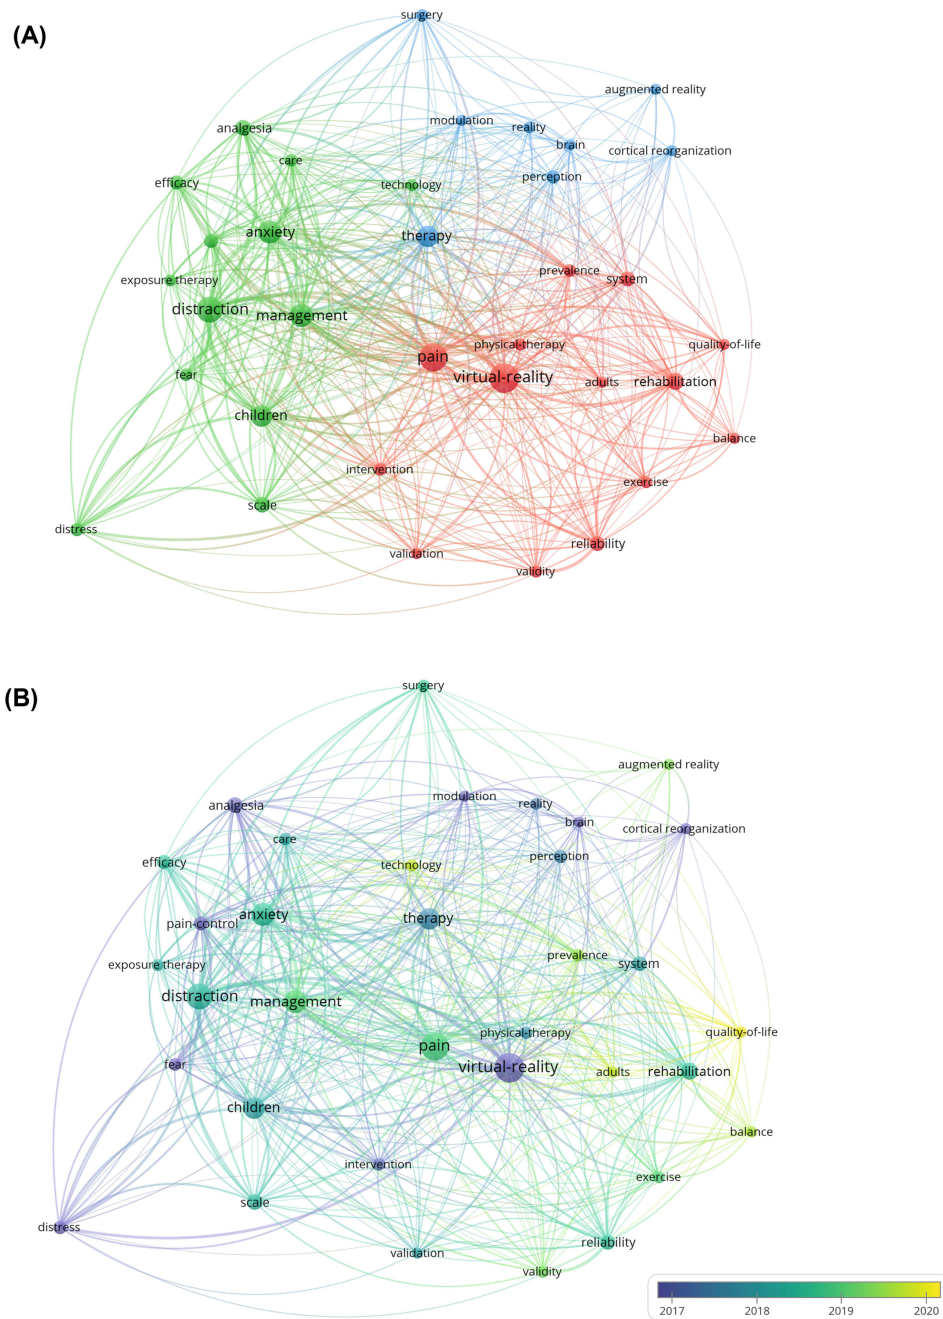 (A)
surgery
augmented reality
modulation
reality
analgesia
brain
cortical reorganization
care
perception
efficacy
technology
anxiety
therapy
prevalence
system
exposure therapy
distraction
management
physical-therapy
quality-of-life
pain
virtual-reality
adults
rehabilitation
fear
children
balance
intervention
exercise
scale
distress
reliability
validation
validity
(B)
surgery
augmented reality
modulation
reality
analgesia
brain
cortical reorganization
care
perception
efficacy
technology
anxiety
therapy
pain-control
prevalence
system
exposure therapy
distraction
management
physical-therapy
quality-of-life
pain
virtual-reality
adults
rehabilitation
fear
children
balance
intervention
exercise
scale
distress
reliability
validation
validity
2017 2018 2019 2020